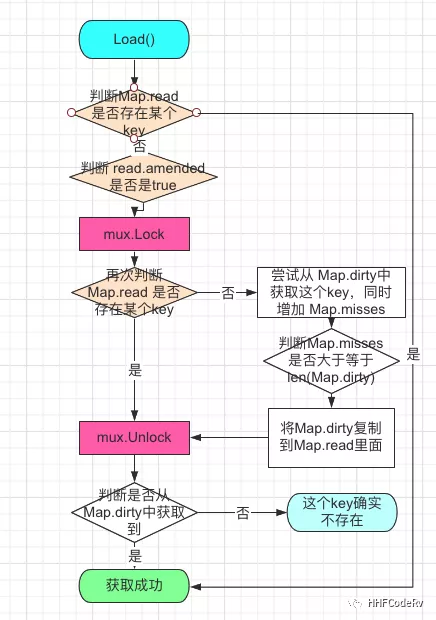 Load()
判断Map.read
是否存在某个
key
否
判断 read.amended
是否是true
mux.Lock
再次判断
Map.read 是否
存在某个key
否
尝试从 Map.dirty中
获取这个key，同时
增加 Map.misses
判断Map.misses
是否大于等于
len(Map.dirty)
是
是
将Map.dirty复制
到Map.read里面
mux.Unlock
判断是否从
Map.dirty中获取
到
否
这个key确实
不存在
是
获取成功
HHFCodeRv